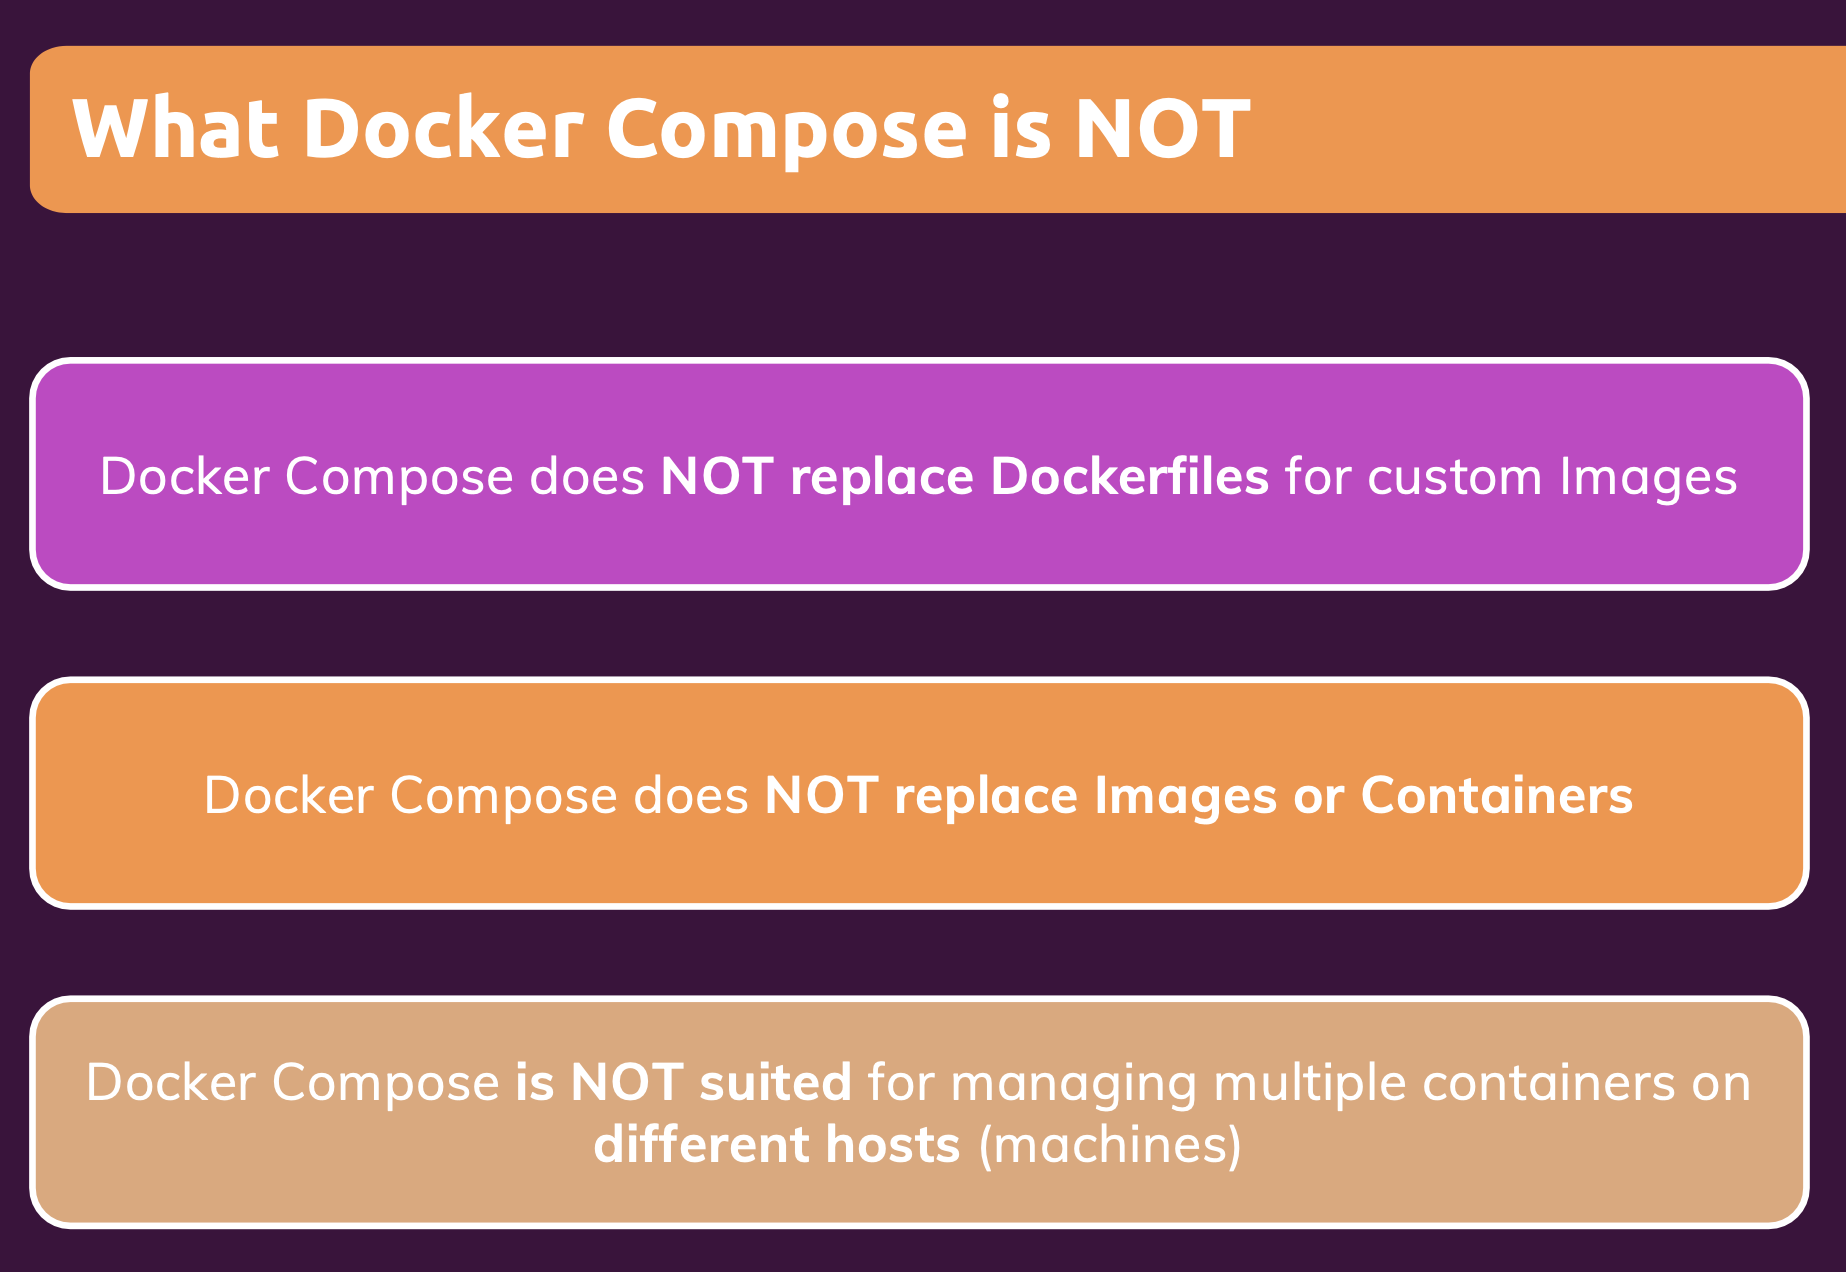 What Docker Compose is NOT
Docker Compose does NOT replace Dockerfiles for custom Images
Docker Compose does NOT replace Images or Containers
Docker Compose is NOT suited for managing multiple containers on
different hosts (machines)